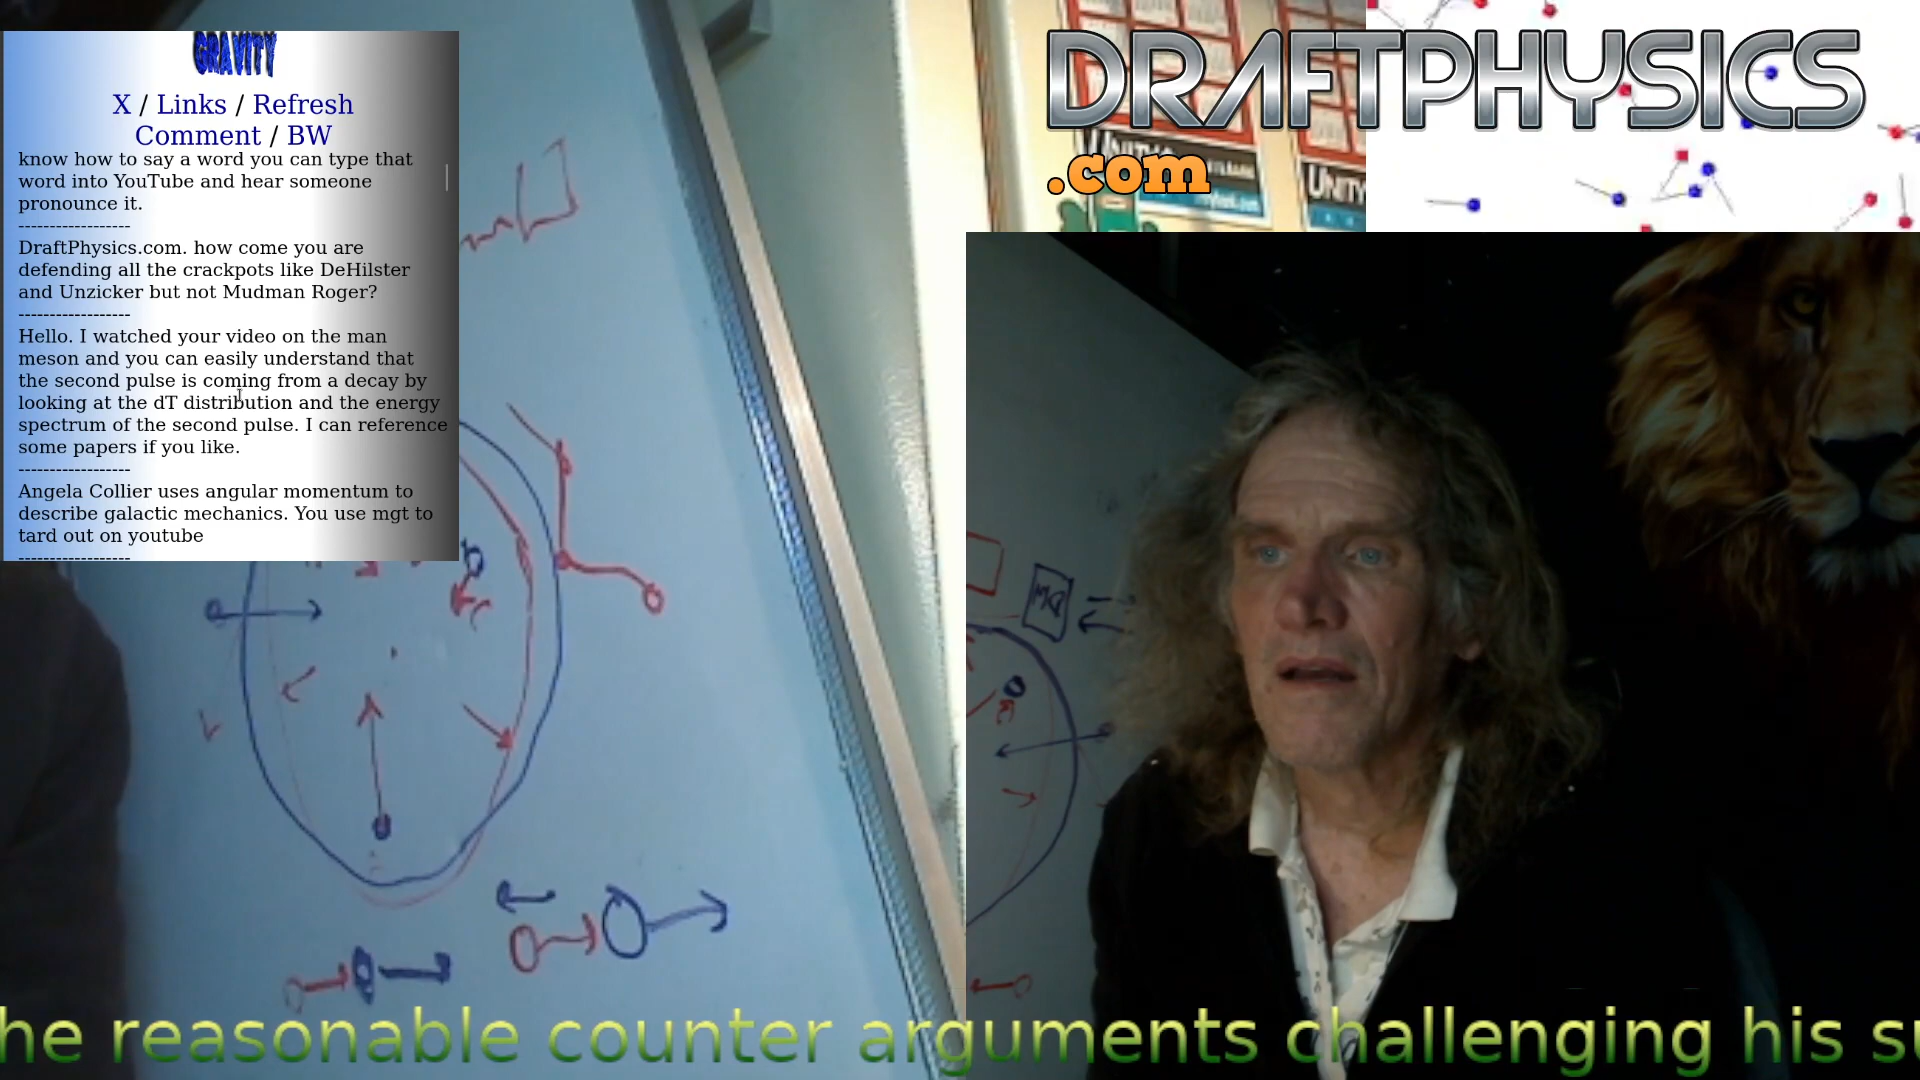 GRAVITY
X / Links / Refresh
Comment / BW
know how to say a word you can type that
word into YouTube and hear someone
pronounce it.
------------------
DraftPhysics.com. how come you are
defending all the crackpots like DeHilster
and Unzicker but not Mudman Roger?
------------------
Hello. I watched your video on the man
meson and you can easily understand that
the second pulse is coming from a decay by
looking at the dT distribution and the energy
spectrum of the second pulse. I can reference
some papers if you like.
------------------
Angela Collier uses angular momentum to
describe galactic mechanics. You use mgt to
tard out on youtube
------------------
DRAFTPHYSICS
.com
UNITY
DM
he reasonable counter arguments challenging his su